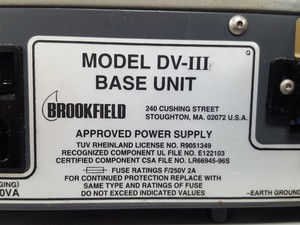 MODEL DV-III
BASE UNIT
BROOKFIELD
240 CUSHING STREET
STOUGHTON, MA. 02072 U.S.A.
APPROVED POWER SUPPLY
TUV RHEINLAND LICENSE NO. R9051349
RECOGNIZED COMPONENT UL FILE NO. E122103
CERTIFIED COMPONENT CSA FILE NO. LR66945-96S
FUSE RATINGS F/250V 2A
FOR CONTINUED PROTECTION REPLACE WITH
SAME TYPE AND RATINGS OF FUSE
DO NOT EXCEED INDICATED VALUES
GING)
0VA
EARTH GROUND